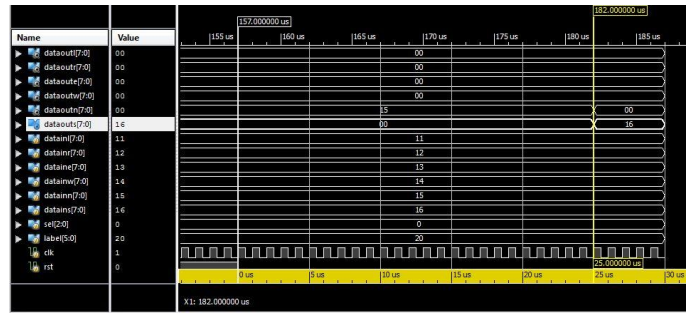 182.000000 us
157.000000 us
Name Value 155 us 160 us 165 us 170 us 175 us 180 us 185 us
dataoutl[7:0] 00 00
dataoutr[7:0] 00 00
dataoute[7:0] 00 00
dataoutw[7:0] 00 00
dataoutn[7:0] 00 15 00
dataouts[7:0] 16 00 16
datainl[7:0] 11 11
datainr[7:0] 12 12
dataine[7:0] 13 13
datainw[7:0] 14 14
datainn[7:0] 15 15
datains[7:0] 16 16
sel[2:0] 0 0
label[5:0] 20 20
clk 1
rst 0
25.000000 us
0 us 5 us 10 us 15 us 20 us 25 us 30 us
X1: 182.000000 us